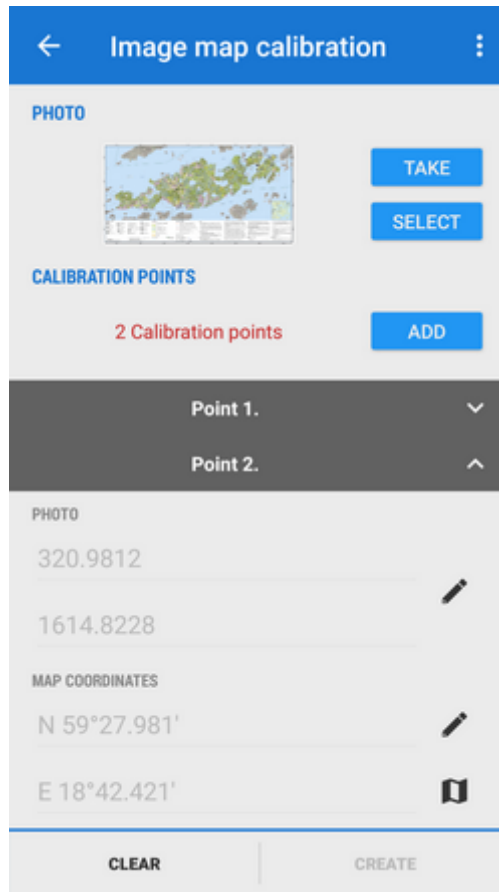 Image map calibration
PHOTO
TAKE
SELECT
CALIBRATION POINTS
2 Calibration points
ADD
Point 1.
Point 2.
PHOTO
320.9812
1614.8228
MAP COORDINATES
N 59°27.981'
E 18°42.421'
CLEAR
CREATE